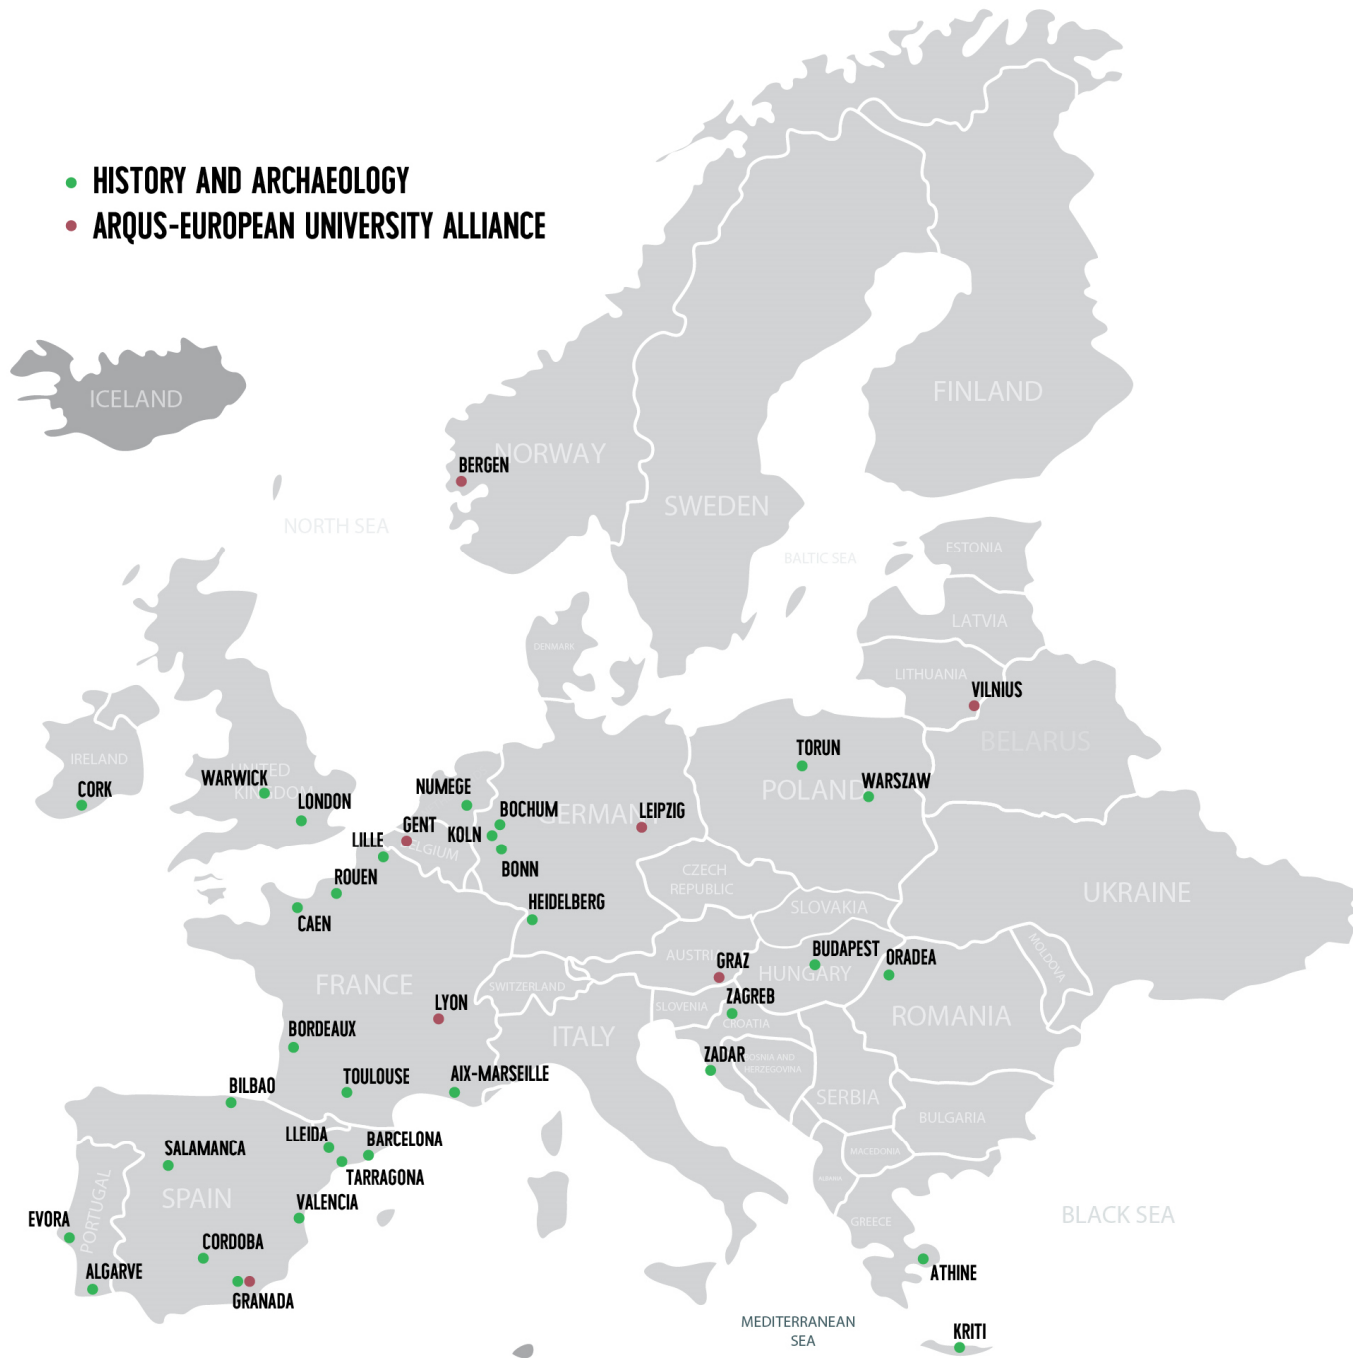 HISTORY AND ARCHAEOLOGY
ARQUS-EUROPEAN UNIVERSITY ALLIANCE
ICELAND
FINLAND
NORWAY
BERGEN
SWEDEN
NORTH SEA
BALTIC SEA
ESTONIA
LATVIA
DENMARK
LITHUANIA
VILNIUS
BELARUS
IRELAND
CORK
WARWICK
UNITED
KINGDOM
LONDON
NUMEGE
TORUN
POLAND
WARSZAW
BOCHUM
GERMANY
LEIPZIG
GENT
KOLN
LILLE
BELGIUM
BONN
ROUEN
CZECH
REPUBLIC
UKRAINE
HEIDELBERG
SLOVAKIA
CAEN
MOLDOVA
BUDAPEST
ORADEA
AUSTRIA
GRAZ
HUNGARY
FRANCE
SWITZERLAND
LYON
ZAGREB
SLOVENIA
CROATIA
ROMANIA
BORDEAUX
ITALY
ZADAR
BOSNIA AND
HERZEGOVINA
TOULOUSE
AIX-MARSEILLE
BILBAO
SERBIA
BULGARIA
LLEIDA
BARCELONA
SALAMANCA
MACEDONIA
TARRAGONA
ALBANIA
SPAIN
VALENCIA
PORTUGAL
EVORA
GREECE
BLACK SEA
CORDOBA
ALGARVE
ATHINE
GRANADA
MEDITERRANEAN
SEA
KRITI